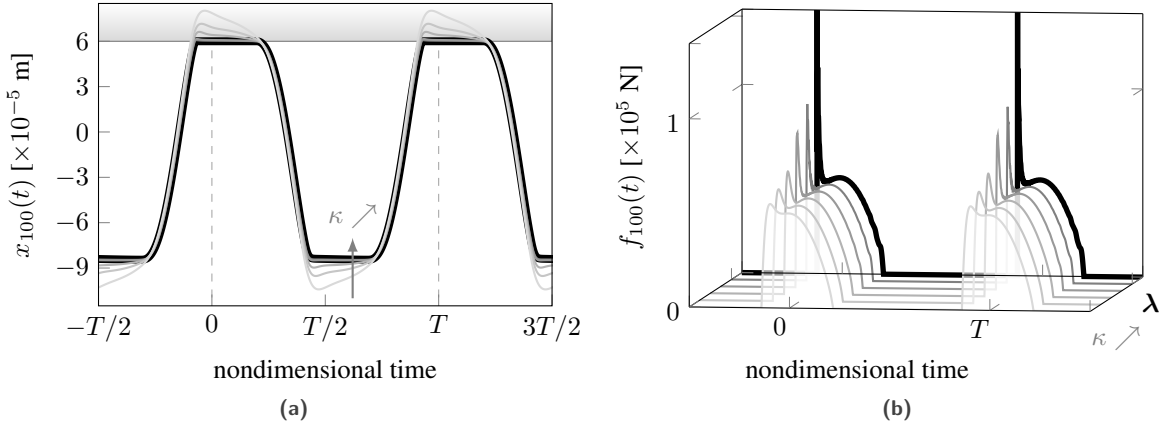 6
3
0
−3
−6
−9
x₁₀₀(t) [×10⁻⁵ m]
κ
−T/2
0
T/2
T
3T/2
nondimensional time
(a)
1
0
f₁₀₀(t) [×10⁵ N]
0
T
κ
λ
nondimensional time
(b)